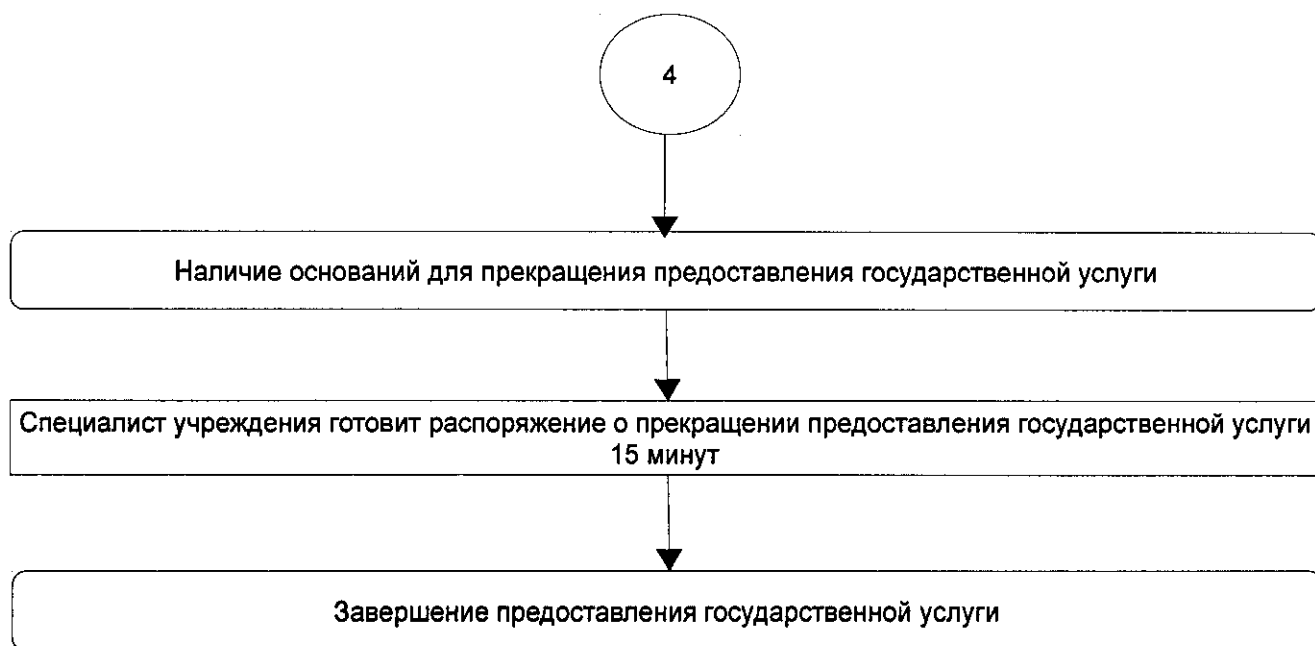 4
Наличие оснований для прекращения предоставления государственной услуги
Специалист учреждения готовит распоряжение о прекращении предоставления государственной услуги
15 минут
Завершение предоставления государственной услуги